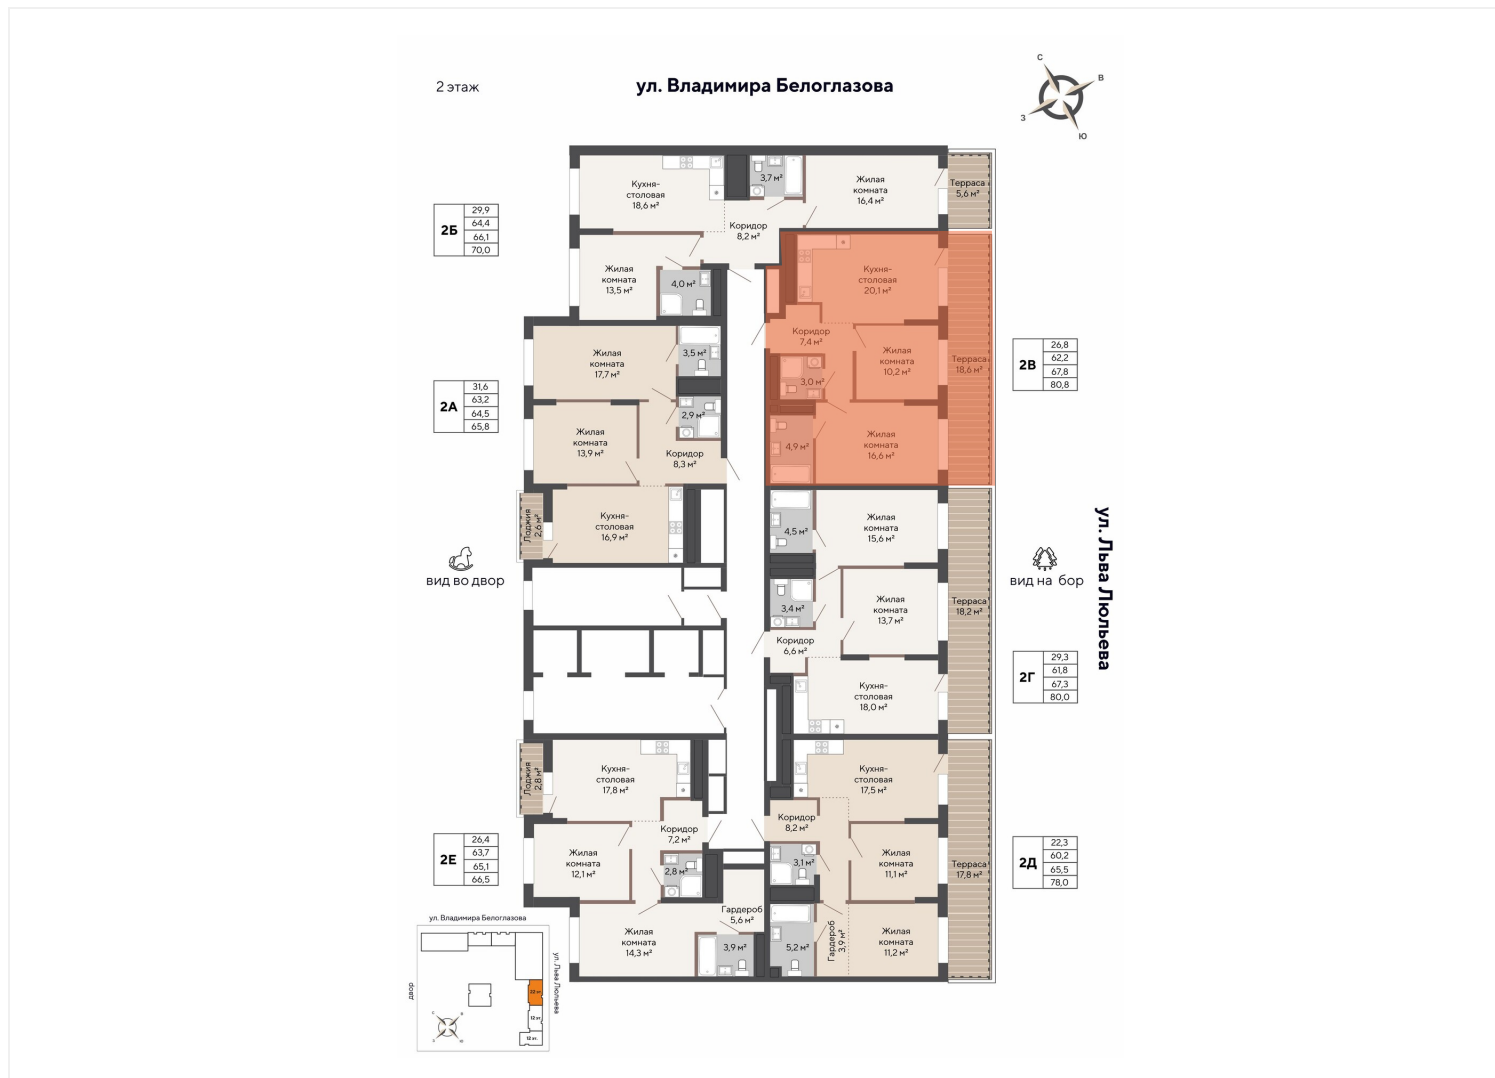 2 этаж
ул. Владимира Белоглазова
С
В
З
Ю
2Б
29,9
64,4
66,1
70,0
Кухня-
столовая
18,6 м²
3,7 м²
Жилая
комната
16,4 м²
Терраса
5,6 м²
Коридор
8,2 м²
Жилая
комната
13,5 м²
4,0 м²
Кухня-
столовая
20,1 м²
Коридор
7,4 м²
Жилая
комната
10,2 м²
3,0 м²
4,9 м²
Жилая
комната
16,6 м²
Терраса
18,6 м²
2В
26,8
62,2
67,8
80,8
2А
31,6
63,2
64,5
65,8
Жилая
комната
17,7 м²
3,5 м²
2,9 м²
Жилая
комната
13,9 м²
Коридор
8,3 м²
Лоджия
2,6 м²
Кухня-
столовая
16,9 м²
вид во двор
4,5 м²
Жилая
комната
15,6 м²
3,4 м²
Жилая
комната
13,7 м²
Терраса
18,2 м²
Коридор
6,6 м²
Кухня-
столовая
18,0 м²
вид на бор
ул. Льва Люльева
2Г
29,3
61,8
67,3
80,0
Лоджия
2,8 м²
Кухня-
столовая
17,8 м²
Коридор
7,2 м²
Жилая
комната
12,1 м²
2,8 м²
Гардероб
5,6 м²
Жилая
комната
14,3 м²
3,9 м²
2Е
26,4
63,7
65,1
66,5
Кухня-
столовая
17,5 м²
Коридор
8,2 м²
3,1 м²
Жилая
комната
11,1 м²
Терраса
17,8 м²
5,2 м²
Гардероб
3,9 м²
Жилая
комната
11,2 м²
2Д
22,3
60,2
65,5
78,0
ул. Владимира Белоглазова
ул. Льва Люльева
двор
22 эт.
12 эт.
12 эт.
С
В
З
Ю